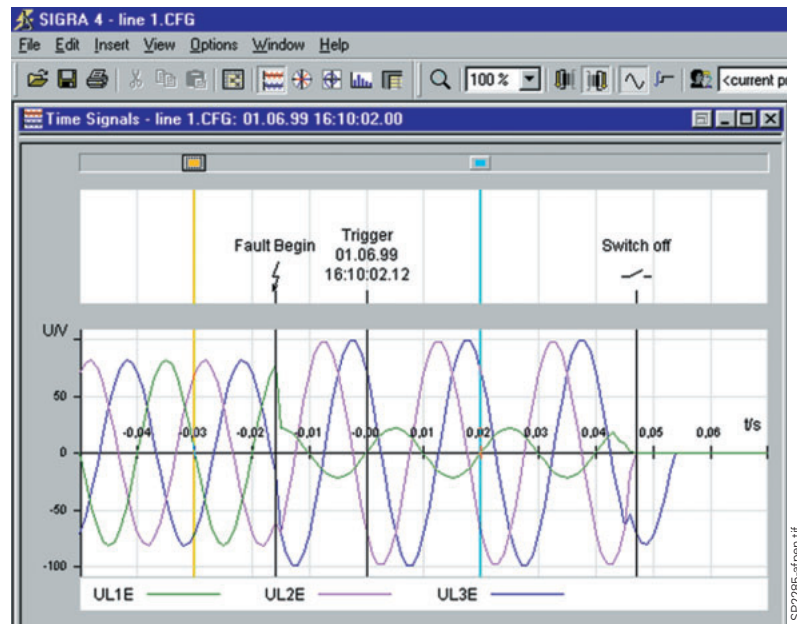 SIGRA 4 - line 1.CFG
File Edit Insert View Options Window Help
100 % <current p
Time Signals - line 1.CFG: 01.06.99 16:10:02.00
Fault Begin
Trigger
01.06.99
16:10:02.12
Switch off
U/V
50
0
-50
-100
-0,04 -0,03 -0,02 -0,01 -0,00 0,01 0,02 0,03 0,04 0,05 0,06 t/s
UL1E UL2E UL3E